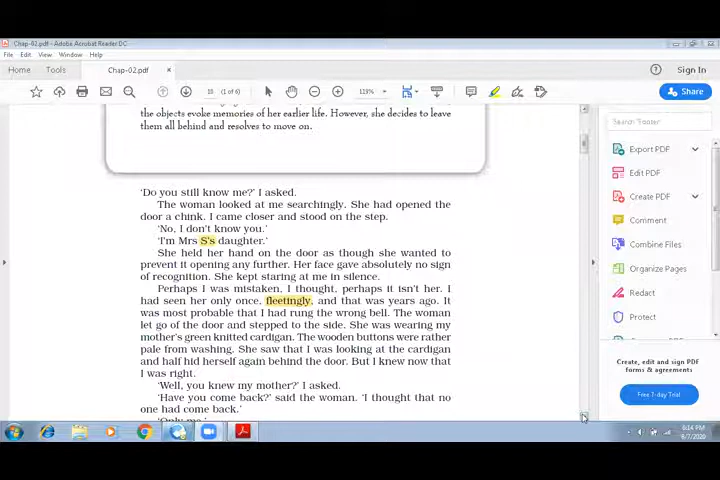 Chap-02.pdf - Adobe Acrobat Reader DC
File Edit View Window Help
Home Tools Chap-02.pdf × Sign In
(1 of 6) 119% Share
the objects evoke memories of her earlier life. However, she decides to leave
them all behind and resolves to move on.
'Do you still know me?' I asked.
The woman looked at me searchingly. She had opened the
door a chink. I came closer and stood on the step.
'No, I don't know you.'
'I'm Mrs S's daughter.'
She held her hand on the door as though she wanted to
prevent it opening any further. Her face gave absolutely no sign
of recognition. She kept staring at me in silence.
Perhaps I was mistaken, I thought, perhaps it isn't her. I
had seen her only once, fleetingly, and that was years ago. It
was most probable that I had rung the wrong bell. The woman
let go of the door and stepped to the side. She was wearing my
mother's green knitted cardigan. The wooden buttons were rather
pale from washing. She saw that I was looking at the cardigan
and half hid herself again behind the door. But I knew now that
I was right.
'Well, you knew my mother?' I asked.
'Have you come back?' said the woman. 'I thought that no
one had come back.'
'Only me.'
Search 'Footer'
Export PDF
Edit PDF
Create PDF
Comment
Combine Files
Organize Pages
Redact
Protect
Create, edit and sign PDF
forms & agreements
Free 7-day Trial
8:14 PM
8/7/2020